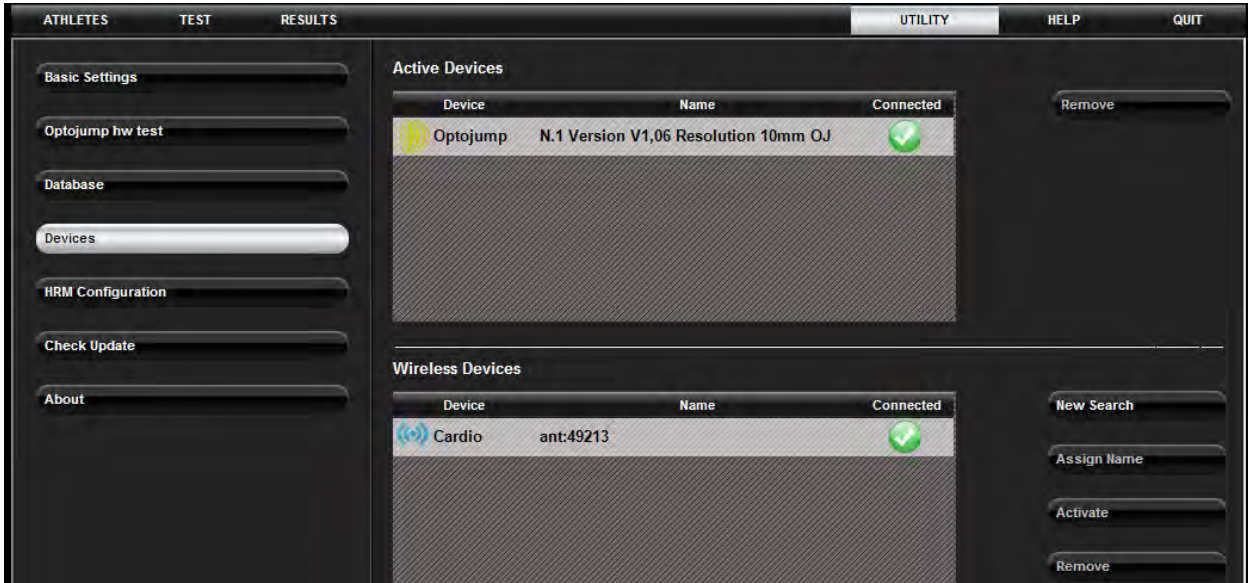 ATHLETES TEST RESULTS UTILITY HELP QUIT
Basic Settings
Optojump hw test
Database
Devices
HRM Configuration
Check Update
About
Active Devices
Device Name Connected
Optojump N.1 Version V1,06 Resolution 10mm OJ
Remove
Wireless Devices
Device Name Connected
Cardio ant:49213
New Search
Assign Name
Activate
Remove